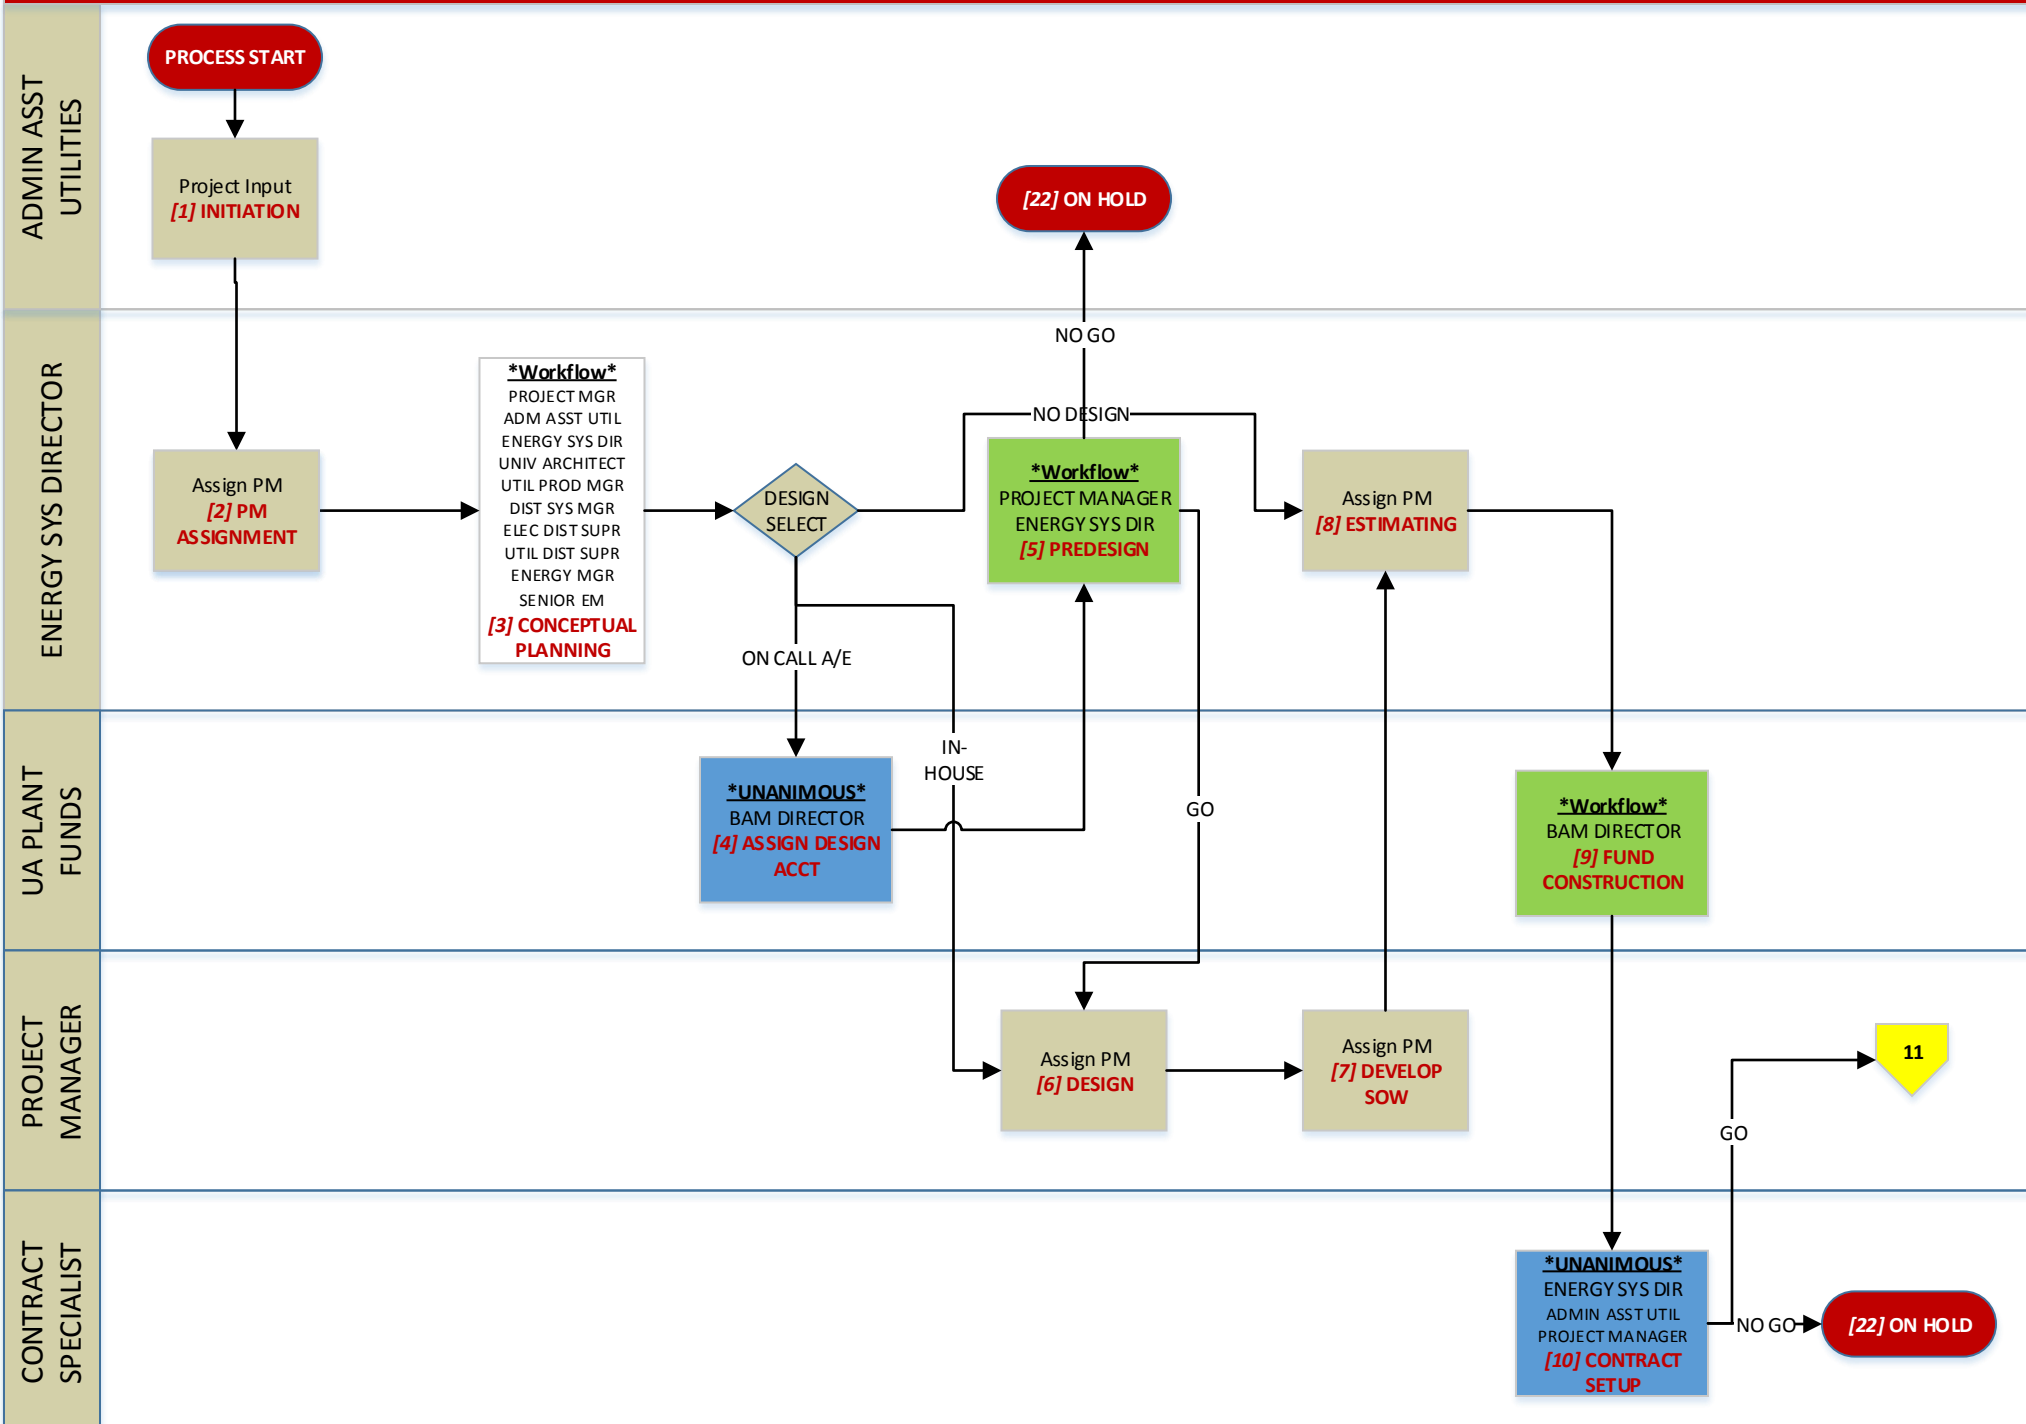 ADMIN ASST
UTILITIES
PROCESS START
Project Input
[1] INITIATION
[22] ON HOLD
ENERGY SYS DIRECTOR
Assign PM
[2] PM
ASSIGNMENT
*Workflow*
PROJECT MGR
ADM ASST UTIL
ENERGY SYS DIR
UNIV ARCHITECT
UTIL PROD MGR
DIST SYS MGR
ELEC DIST SUPR
UTIL DIST SUPR
ENERGY MGR
SENIOR EM
[3] CONCEPTUAL
PLANNING
DESIGN
SELECT
NO GO
NO DESIGN
*Workflow*
PROJECT MANAGER
ENERGY SYS DIR
[5] PREDESIGN
Assign PM
[8] ESTIMATING
ON CALL A/E
UA PLANT
FUNDS
*UNANIMOUS*
BAM DIRECTOR
[4] ASSIGN DESIGN
ACCT
IN-
HOUSE
GO
*Workflow*
BAM DIRECTOR
[9] FUND
CONSTRUCTION
PROJECT
MANAGER
Assign PM
[6] DESIGN
Assign PM
[7] DEVELOP
SOW
11
GO
CONTRACT
SPECIALIST
*UNANIMOUS*
ENERGY SYS DIR
ADMIN ASST UTIL
PROJECT MANAGER
[10] CONTRACT
SETUP
NO GO
[22] ON HOLD